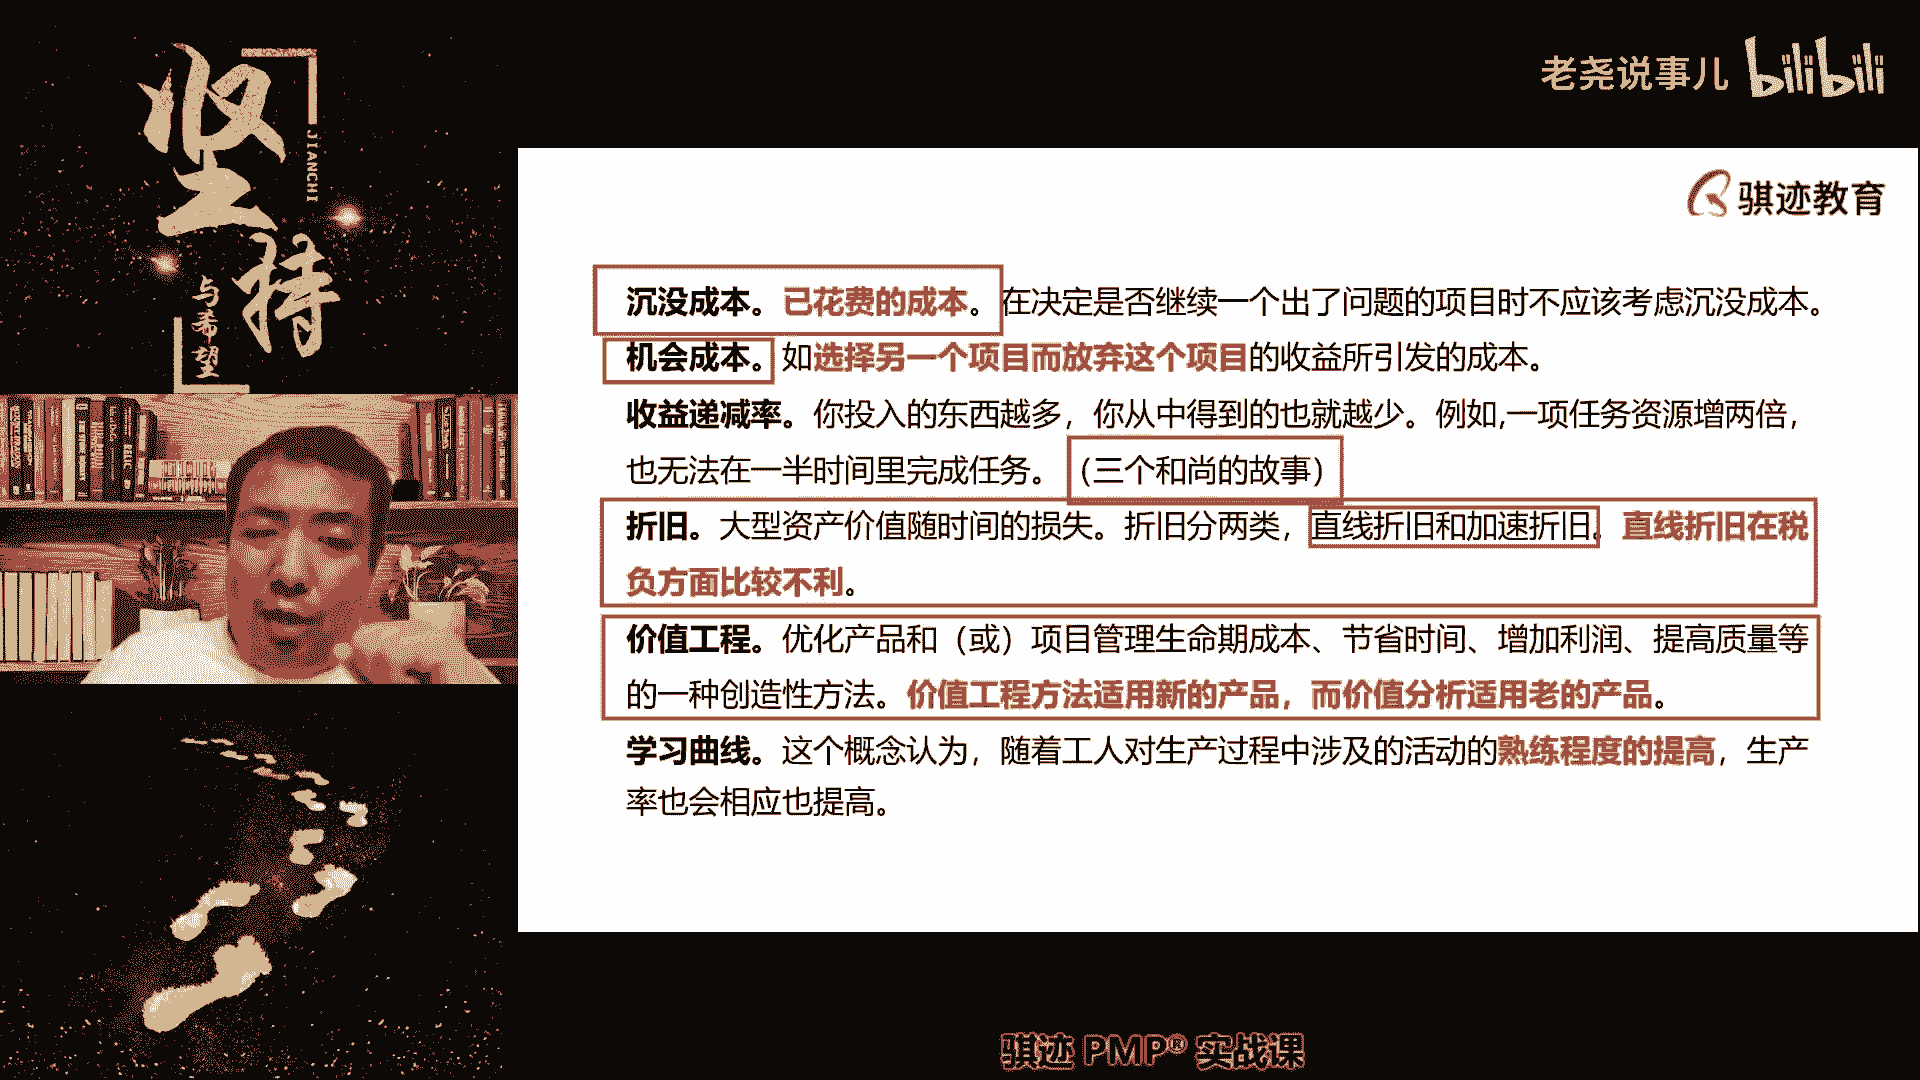 坚持
JIANCHI
与希望
老尧说事儿 bilibili
骐迹教育
沉没成本。已花费的成本。在决定是否继续一个出了问题的项目时不应该考虑沉没成本。
机会成本。如选择另一个项目而放弃这个项目的收益所引发的成本。
收益递减率。你投入的东西越多，你从中得到的也就越少。例如,一项任务资源增两倍，
也无法在一半时间里完成任务。（三个和尚的故事）
折旧。大型资产价值随时间的损失。折旧分两类，直线折旧和加速折旧。直线折旧在税
负方面比较不利。
价值工程。优化产品和（或）项目管理生命期成本、节省时间、增加利润、提高质量等
的一种创造性方法。价值工程方法适用新的产品，而价值分析适用老的产品。
学习曲线。这个概念认为，随着工人对生产过程中涉及的活动的熟练程度的提高，生产
率也会相应也提高。
骐迹 PMP® 实战课